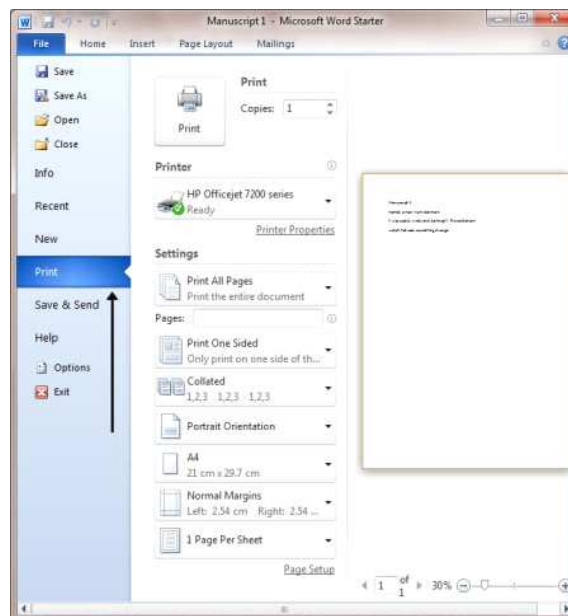 Manuscript 1 - Microsoft Word Starter
File Home Insert Page Layout Mailings
Save
Save As
Open
Close
Info
Recent
New
Print
Save & Send
Help
Options
Exit
Print
Print
Copies: 1
Printer
HP Officejet 7200 series
Ready
Printer Properties
Settings
Print All Pages
Print the entire document
Pages:
Print One Sided
Only print on one side of th...
Collated
1,2,3 1,2,3 1,2,3
Portrait Orientation
A4
21 cm x 29.7 cm
Normal Margins
Left: 2.54 cm Right: 2.54 ...
1 Page Per Sheet
Page Setup
1 of 1 30%